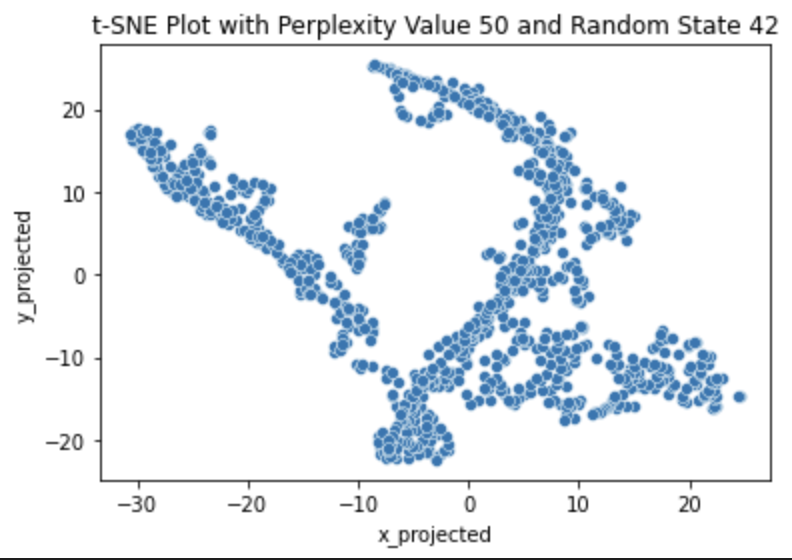 t-SNE Plot with Perplexity Value 50 and Random State 42
20
10
0
−10
−20
y_projected
−30 −20 −10 0 10 20
x_projected